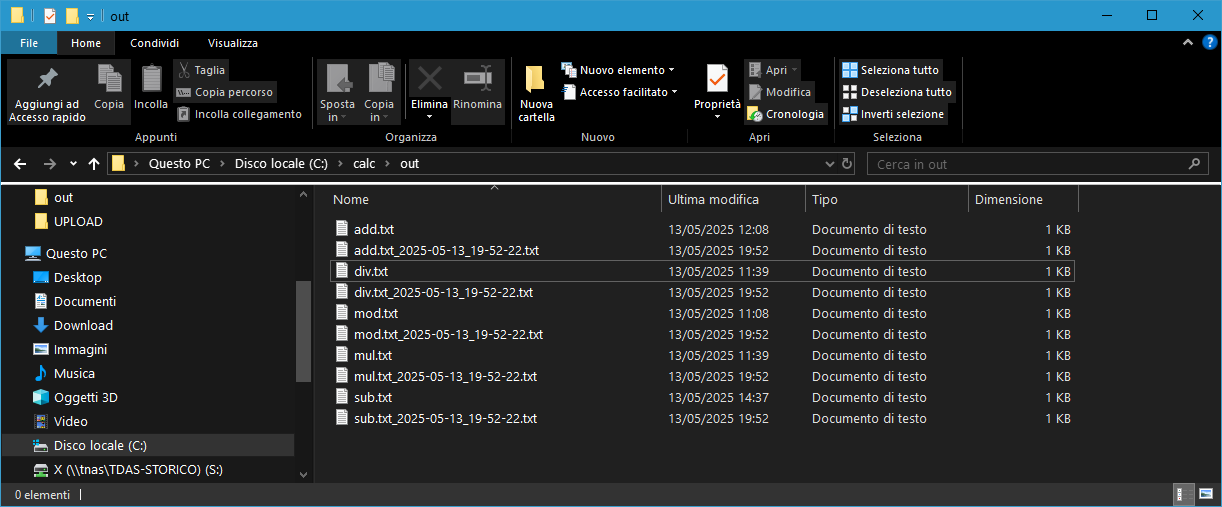 out
File Home Condividi Visualizza
Aggiungi ad Accesso rapido
Copia
Incolla
Taglia
Copia percorso
Incolla collegamento
Appunti
Sposta in
Copia in
Elimina
Rinomina
Organizza
Nuova cartella
Nuovo elemento
Accesso facilitato
Nuovo
Proprietà
Apri
Modifica
Cronologia
Apri
Seleziona tutto
Deseleziona tutto
Inverti selezione
Seleziona
Questo PC > Disco locale (C:) > calc > out
Cerca in out
out
UPLOAD
Questo PC
Desktop
Documenti
Download
Immagini
Musica
Oggetti 3D
Video
Disco locale (C:)
X (\\tnas\TDAS-STORICO) (S:)
Nome Ultima modifica Tipo Dimensione
add.txt 13/05/2025 12:08 Documento di testo 1 KB
add.txt_2025-05-13_19-52-22.txt 13/05/2025 19:52 Documento di testo 1 KB
div.txt 13/05/2025 11:39 Documento di testo 1 KB
div.txt_2025-05-13_19-52-22.txt 13/05/2025 19:52 Documento di testo 1 KB
mod.txt 13/05/2025 11:08 Documento di testo 1 KB
mod.txt_2025-05-13_19-52-22.txt 13/05/2025 19:52 Documento di testo 1 KB
mul.txt 13/05/2025 11:39 Documento di testo 1 KB
mul.txt_2025-05-13_19-52-22.txt 13/05/2025 19:52 Documento di testo 1 KB
sub.txt 13/05/2025 14:37 Documento di testo 1 KB
sub.txt_2025-05-13_19-52-22.txt 13/05/2025 19:52 Documento di testo 1 KB
0 elementi